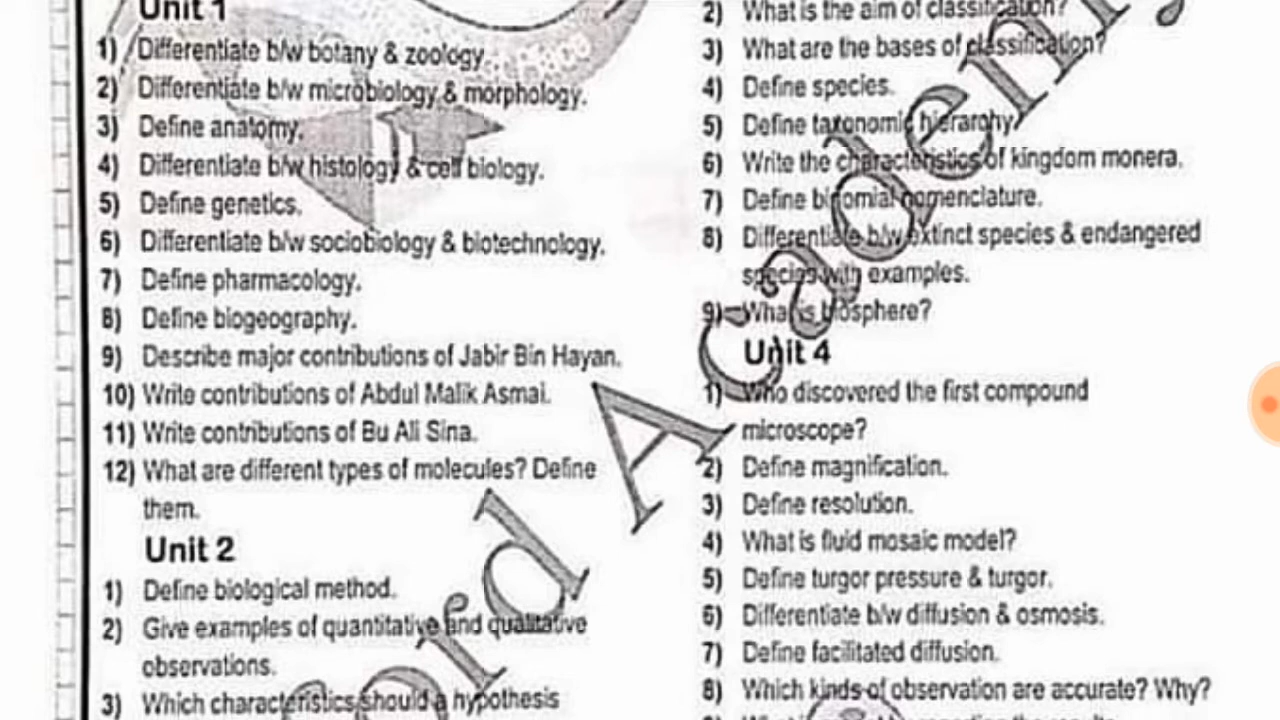 Unit 1
1) Differentiate b/w botany & zoology.
2) Differentiate b/w microbiology & morphology.
3) Define anatomy.
4) Differentiate b/w histology & cell biology.
5) Define genetics.
6) Differentiate b/w sociobiology & biotechnology.
7) Define pharmacology.
8) Define biogeography.
9) Describe major contributions of Jabir Bin Hayan.
10) Write contributions of Abdul Malik Asmai.
11) Write contributions of Bu Ali Sina.
12) What are different types of molecules? Define
them.
Unit 2
1) Define biological method.
2) Give examples of quantitative and qualitative
observations.
3) Which characteristics should a hypothesis
2) What is the aim of classification?
3) What are the bases of classification?
4) Define species.
5) Define taxonomic hierarchy
6) Write the characteristics of kingdom monera.
7) Define binomial nomenclature.
8) Differentiate b/w extinct species & endangered
species with examples.
9) What is biosphere?
Unit 4
1) Who discovered the first compound
microscope?
2) Define magnification.
3) Define resolution.
4) What is fluid mosaic model?
5) Define turgor pressure & turgor.
6) Differentiate b/w diffusion & osmosis.
7) Define facilitated diffusion.
8) Which kinds of observation are accurate? Why?
ord Academy